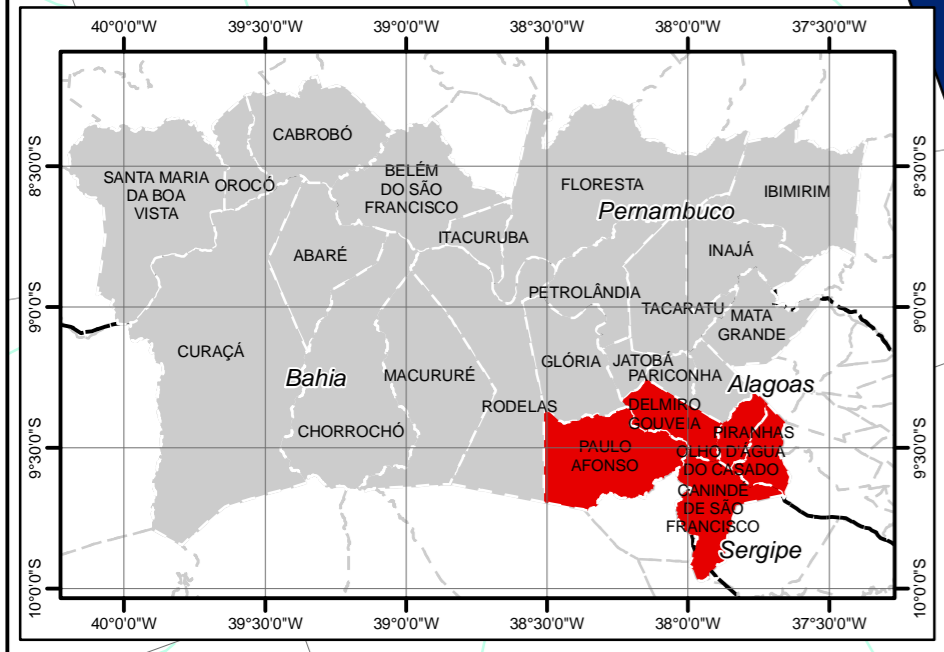 40°0'0"W 39°30'0"W 39°0'0"W 38°30'0"W 38°0'0"W 37°30'0"W
8°30'0"S
9°0'0"S
9°30'0"S
10°0'0"S
CABROBÓ
SANTA MARIA
DA BOA
VISTA
OROCÓ
BELÉM
DO SÃO
FRANCISCO
FLORESTA
IBIMIRIM
Pernambuco
ITACURUBA
INAJÁ
ABARÉ
PETROLÂNDIA
TACARATU
MATA
GRANDE
CURAÇÁ
GLÓRIA
JATOBÁ
PARICONHA
Bahia
MACURURÉ
Alagoas
RODELAS
DELMIRO
GOUVEIA
CHORROCHÓ
PIRANHAS
PAULO
AFONSO
OLHO D'ÁGUA
DO CASADO
CANINDÉ
DE SÃO
FRANCISCO
Sergipe
8°30'0"S
9°0'0"S
9°30'0"S
10°0'0"S
40°0'0"W 39°30'0"W 39°0'0"W 38°30'0"W 38°0'0"W 37°30'0"W